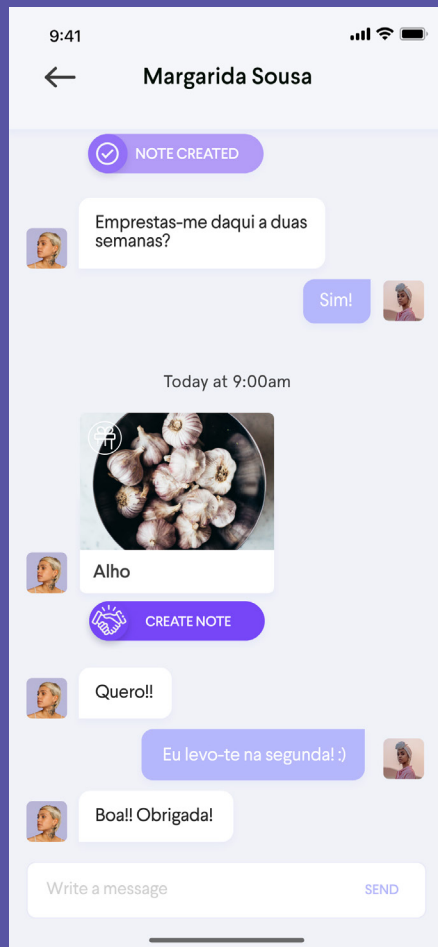 9:41
Margarida Sousa
NOTE CREATED
Emprestas-me daqui a duas
semanas?
Sim!
Today at 9:00am
Alho
CREATE NOTE
Quero!!
Eu levo-te na segunda! :)
Boa!! Obrigada!
Write a message
SEND